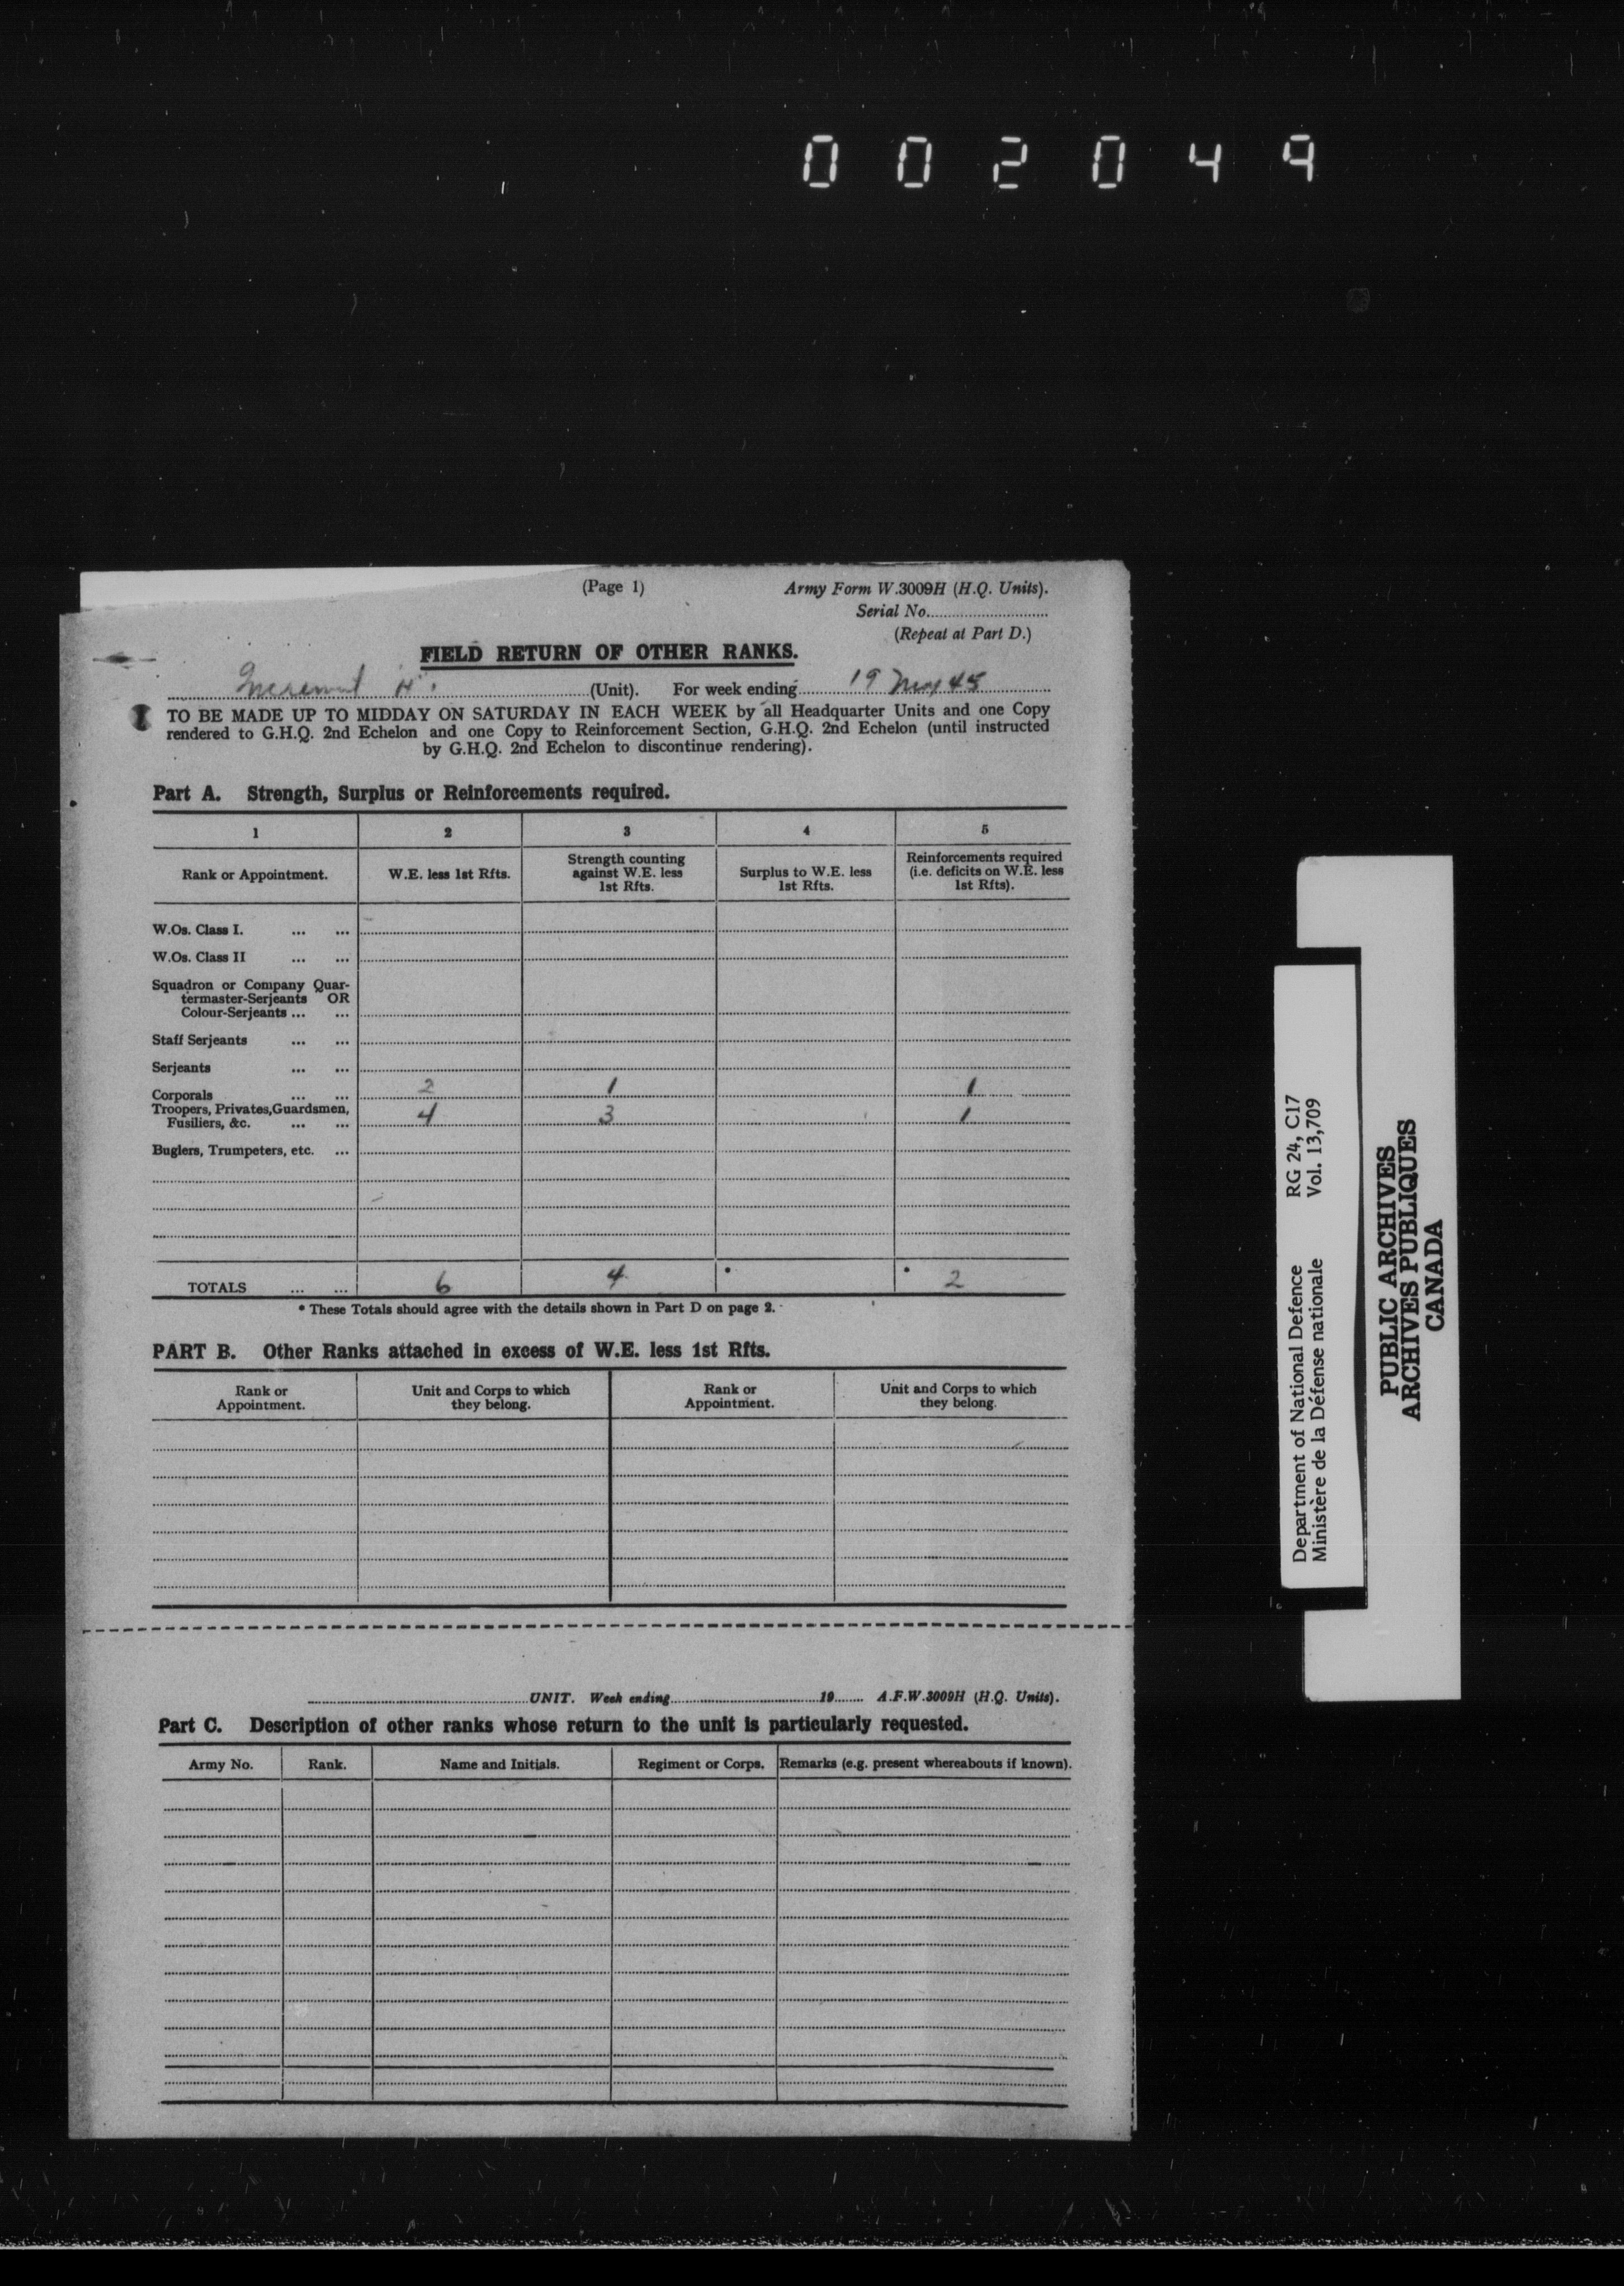 002049
(Page 1)
Army Form W.3009H (H.Q. Units).
Serial No.
(Repeat at Part D.)
FIELD RETURN OF OTHER RANKS.
Increment "H" (Unit). For week ending 19 May 45
TO BE MADE UP TO MIDDAY ON SATURDAY IN EACH WEEK by all Headquarter Units and one Copy
rendered to G.H.Q. 2nd Echelon and one Copy to Reinforcement Section, G.H.Q. 2nd Echelon (until instructed
by G.H.Q. 2nd Echelon to discontinue rendering).
Part A. Strength, Surplus or Reinforcements required.
1 2 3 4 5
Rank or Appointment. W.E. less 1st Rfts. Strength counting against W.E. less 1st Rfts. Surplus to W.E. less 1st Rfts. Reinforcements required (i.e. deficits on W.E. less 1st Rfts).
W.Os. Class I. ... ...
W.Os. Class II ... ...
Squadron or Company Quar-
termaster-Serjeants OR
Colour-Serjeants ... ...
Staff Serjeants ... ...
Serjeants ... ...
Corporals ... ... 2 1 1
Troopers, Privates,Guardsmen,
Fusiliers, &c. ... ... 4 3 1
Buglers, Trumpeters, etc. ...
TOTALS ... ... 6 4 * * 2
* These Totals should agree with the details shown in Part D on page 2.
PART B. Other Ranks attached in excess of W.E. less 1st Rfts.
Rank or Appointment. Unit and Corps to which they belong. Rank or Appointment. Unit and Corps to which they belong.
UNIT. Week ending 19 A.F.W.3009H (H.Q. Units).
Part C. Description of other ranks whose return to the unit is particularly requested.
Army No. Rank. Name and Initials. Regiment or Corps. Remarks (e.g. present whereabouts if known).
Department of National Defence RG 24, C17
Ministère de la Défense nationale Vol. 13,709
PUBLIC ARCHIVES
ARCHIVES PUBLIQUES
CANADA